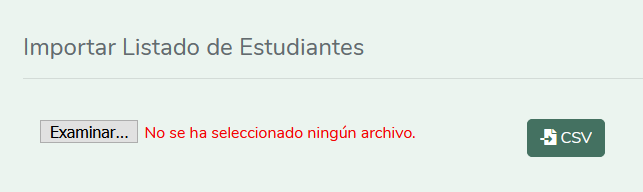 Importar Listado de Estudiantes
Examinar... No se ha seleccionado ningún archivo.
CSV